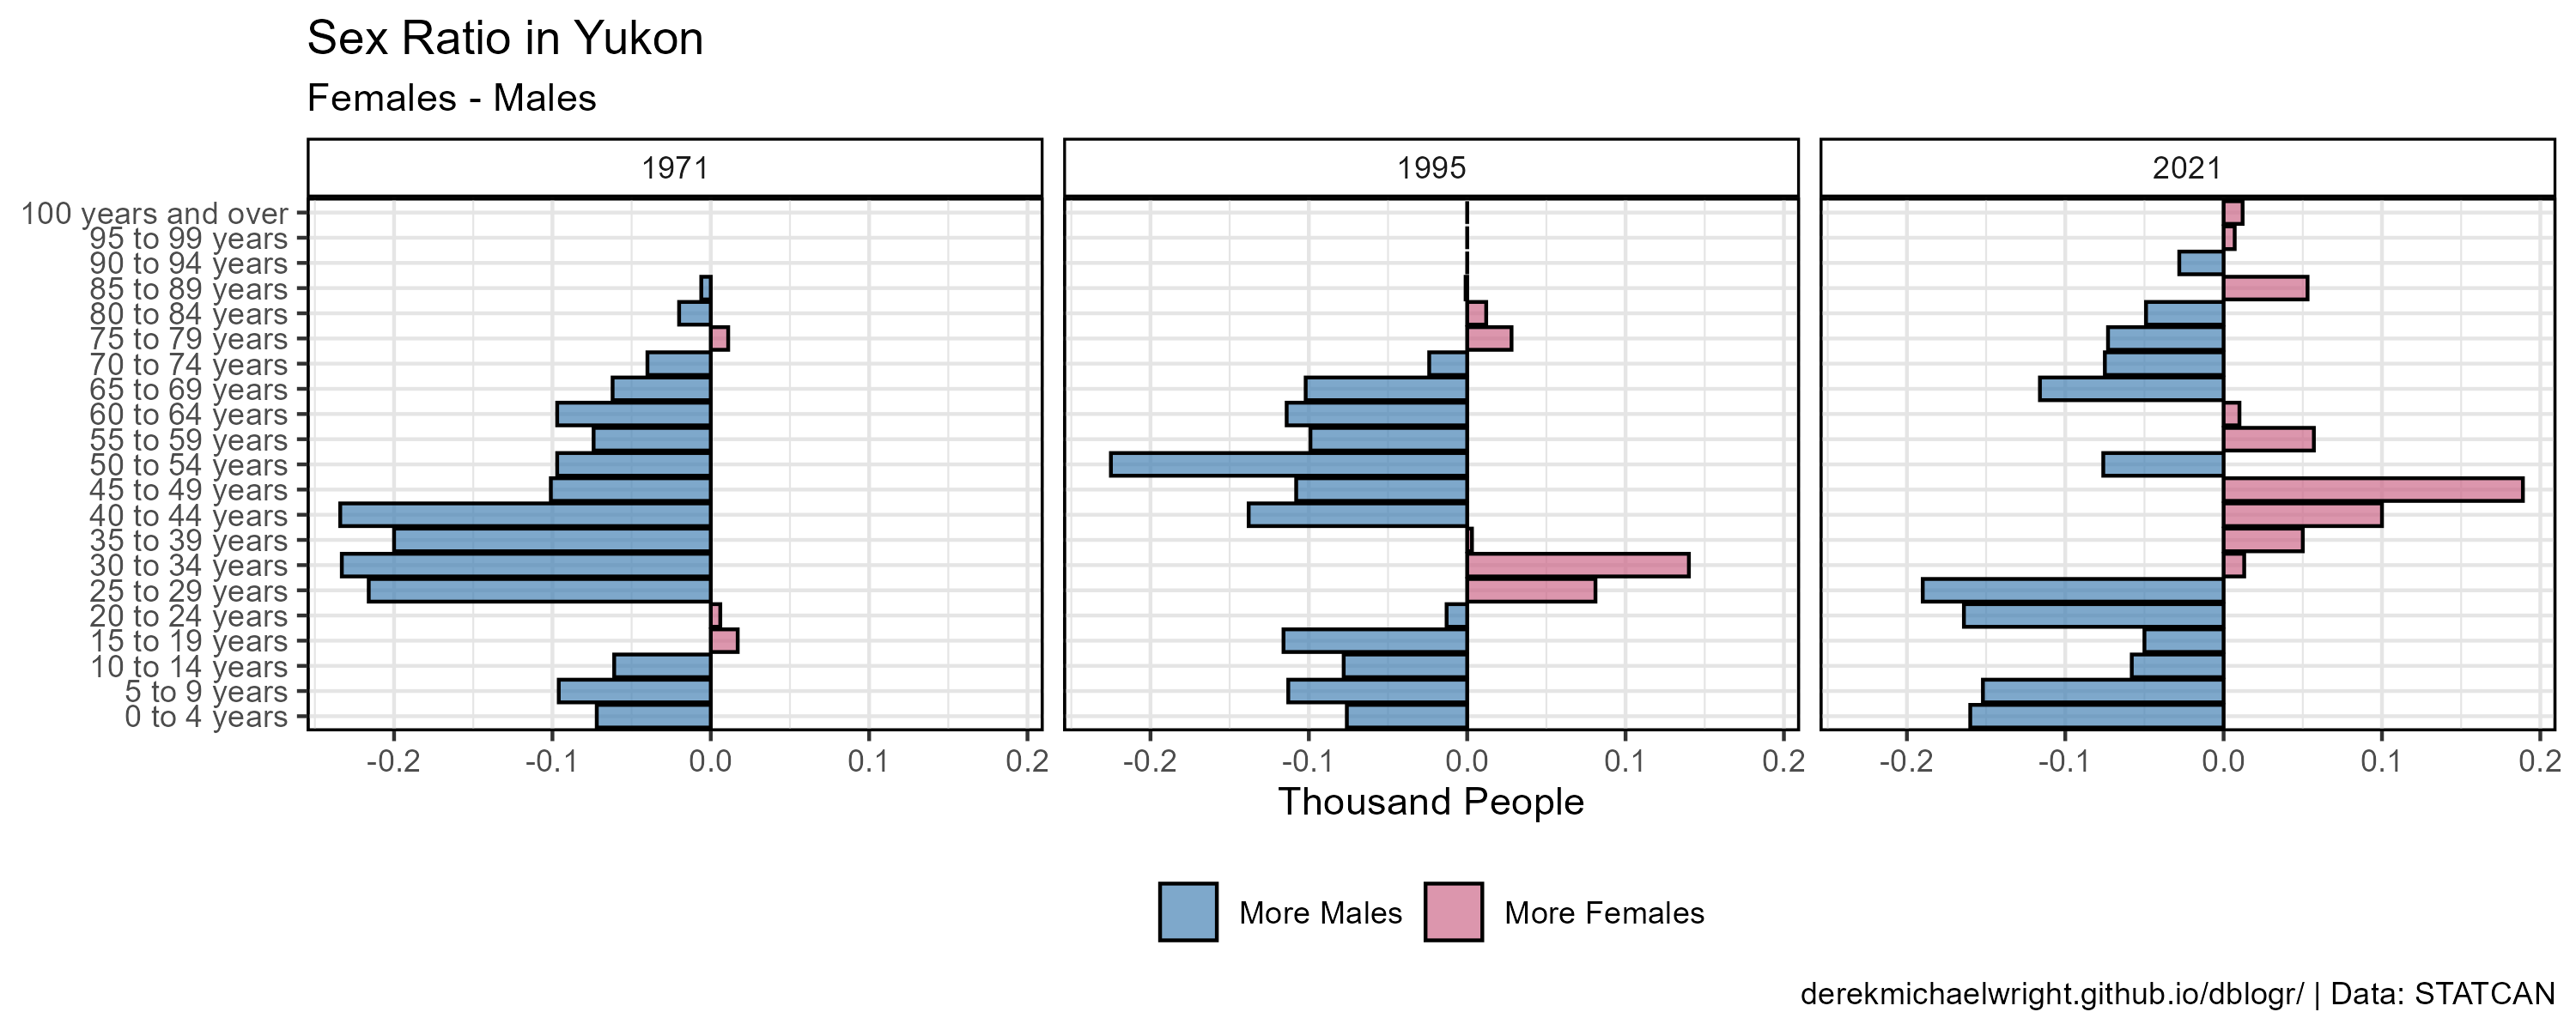 Sex Ratio in Yukon
Females - Males
1971
1995
2021
100 years and over
95 to 99 years
90 to 94 years
85 to 89 years
80 to 84 years
75 to 79 years
70 to 74 years
65 to 69 years
60 to 64 years
55 to 59 years
50 to 54 years
45 to 49 years
40 to 44 years
35 to 39 years
30 to 34 years
25 to 29 years
20 to 24 years
15 to 19 years
10 to 14 years
5 to 9 years
0 to 4 years
-0.2 -0.1 0.0 0.1 0.2 -0.2 -0.1 0.0 0.1 0.2 -0.2 -0.1 0.0 0.1 0.2
Thousand People
More Males More Females
derekmichaelwright.github.io/dblogr/ | Data: STATCAN